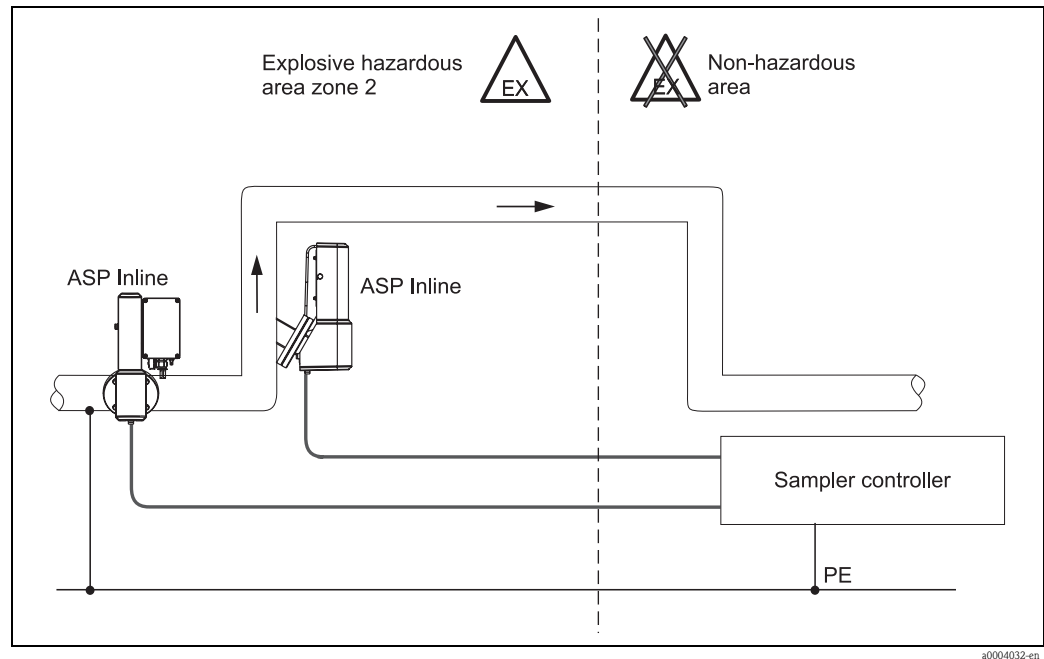 Explosive hazardous
area zone 2
EX
EX
Non-hazardous
area
ASP Inline
ASP Inline
Sampler controller
PE
a0004032-en